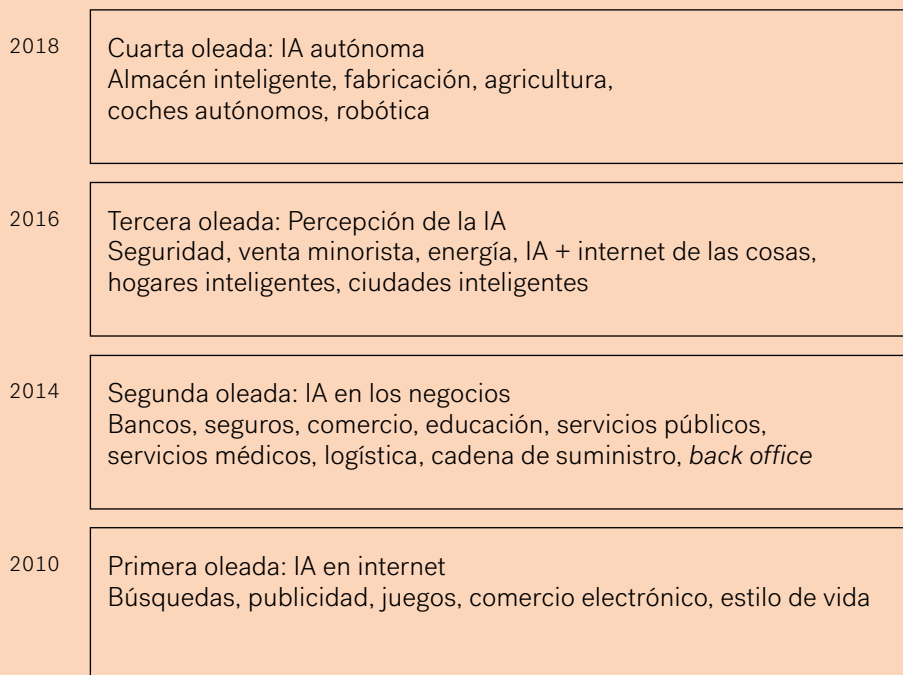 2018
Cuarta oleada: IA autónoma
Almacén inteligente, fabricación, agricultura,
coches autónomos, robótica
2016
Tercera oleada: Percepción de la IA
Seguridad, venta minorista, energía, IA + internet de las cosas,
hogares inteligentes, ciudades inteligentes
2014
Segunda oleada: IA en los negocios
Bancos, seguros, comercio, educación, servicios públicos,
servicios médicos, logística, cadena de suministro, back office
2010
Primera oleada: IA en internet
Búsquedas, publicidad, juegos, comercio electrónico, estilo de vida